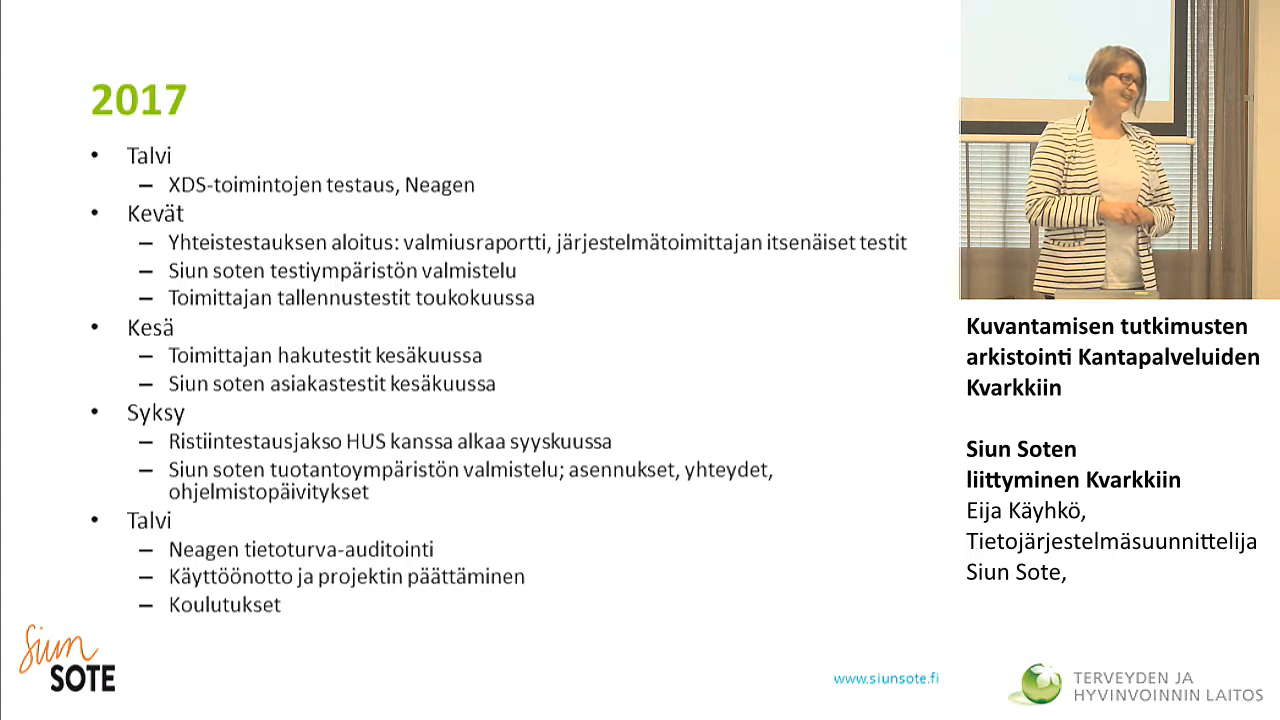 2017
• Talvi
– XDS-toimintojen testaus, Neagen
• Kevät
– Yhteistestauksen aloitus: valmiusraportti, järjestelmätoimittajan itsenäiset testit
– Siun soten testiympäristön valmistelu
– Toimittajan tallennustestit toukokuussa
• Kesä
– Toimittajan hakutestit kesäkuussa
– Siun soten asiakastestit kesäkuussa
• Syksy
– Ristiintestausjakso HUS kanssa alkaa syyskuussa
– Siun soten tuotantoympäristön valmistelu; asennukset, yhteydet,
ohjelmistopäivitykset
• Talvi
– Neagen tietoturva-auditointi
– Käyttöönotto ja projektin päättäminen
– Koulutukset
Siun
SOTE
www.siunsote.fi
Kuvantamisen tutkimusten
arkistointi Kantapalveluiden
Kvarkkiin
Siun Soten
liittyminen Kvarkkiin
Eija Käyhkö,
Tietojärjestelmäsuunnittelija
Siun Sote,
TERVEYDEN JA
HYVINVOINNIN LAITOS